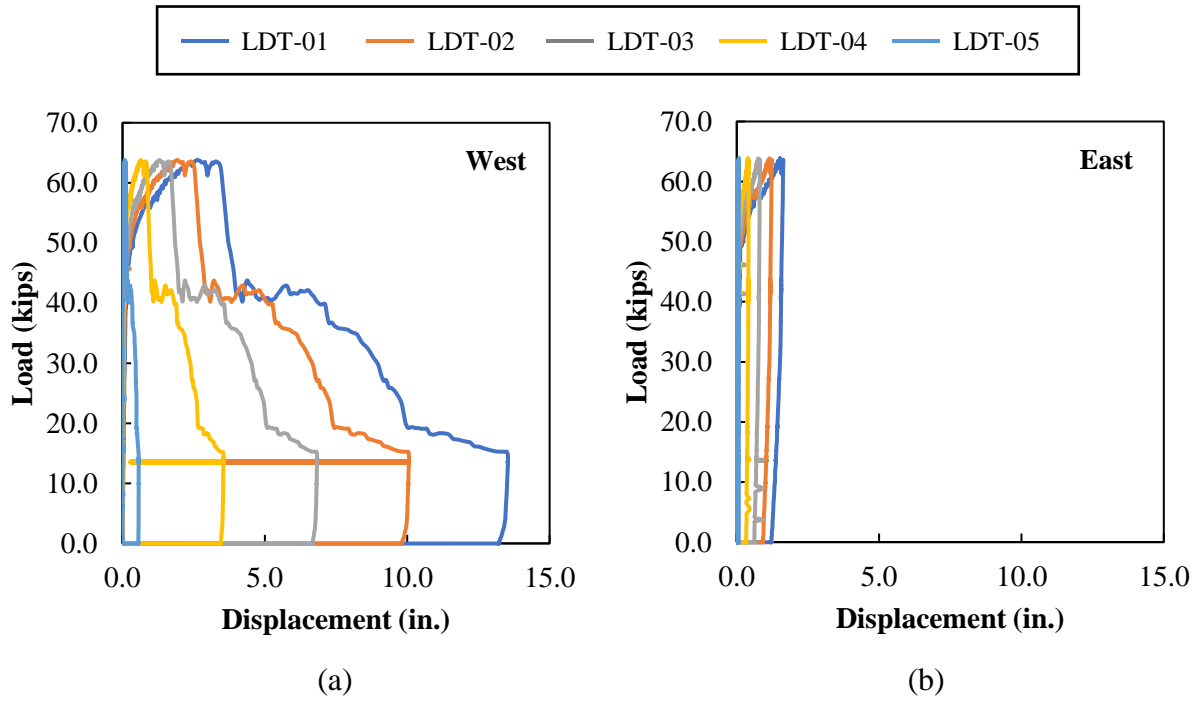 LDT-01 LDT-02 LDT-03 LDT-04 LDT-05
West
Load (kips)
70.0
60.0
50.0
40.0
30.0
20.0
10.0
0.0
0.0 5.0 10.0 15.0
Displacement (in.)
(a)
East
Load (kips)
70.0
60.0
50.0
40.0
30.0
20.0
10.0
0.0
0.0 5.0 10.0 15.0
Displacement (in.)
(b)